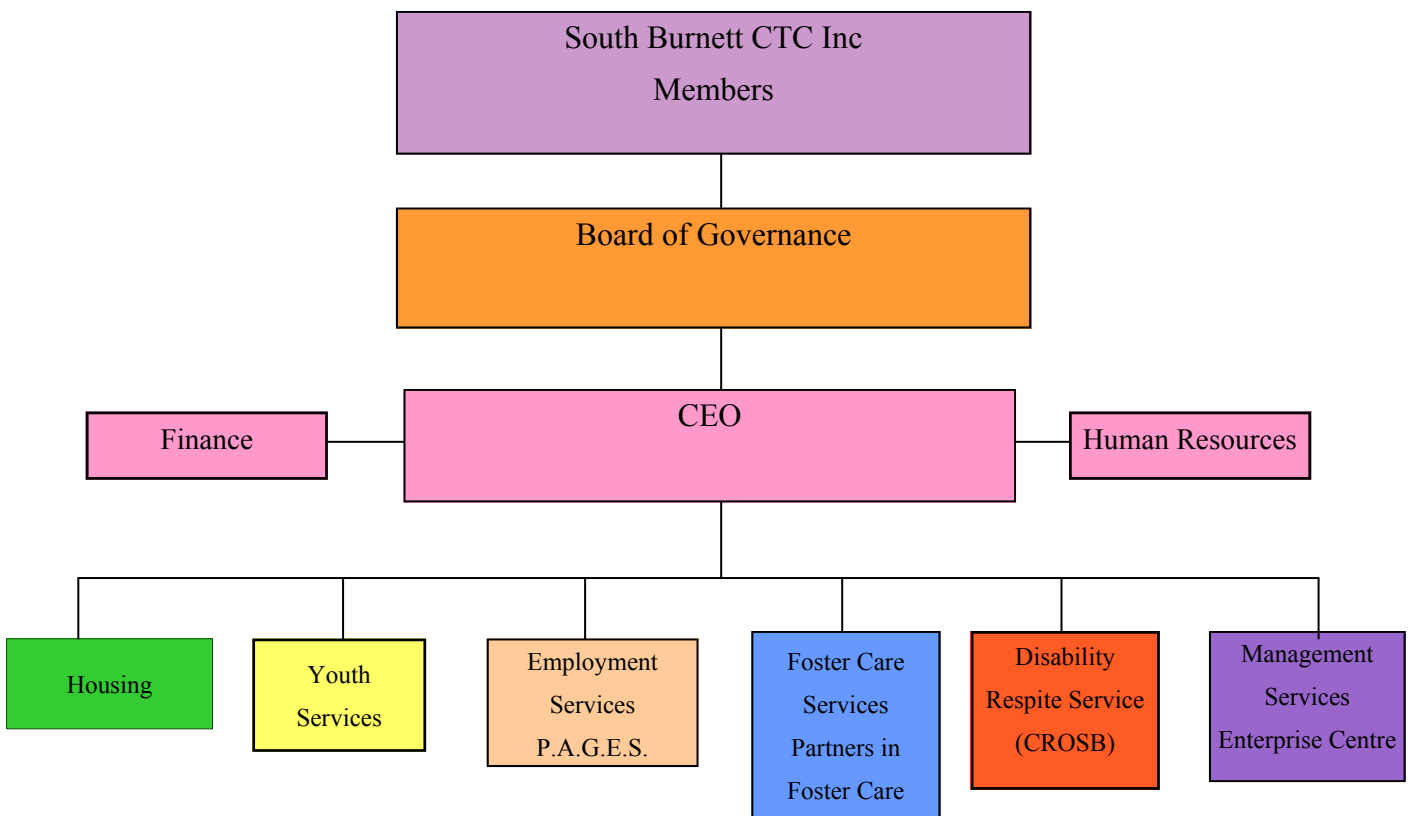 South Burnett CTC Inc
Members
Board of Governance
CEO
Finance
Human Resources
Housing
Youth
Services
Employment
Services
P.A.G.E.S.
Foster Care
Services
Partners in
Foster Care
Disability
Respite Service
(CROSB)
Management
Services
Enterprise Centre